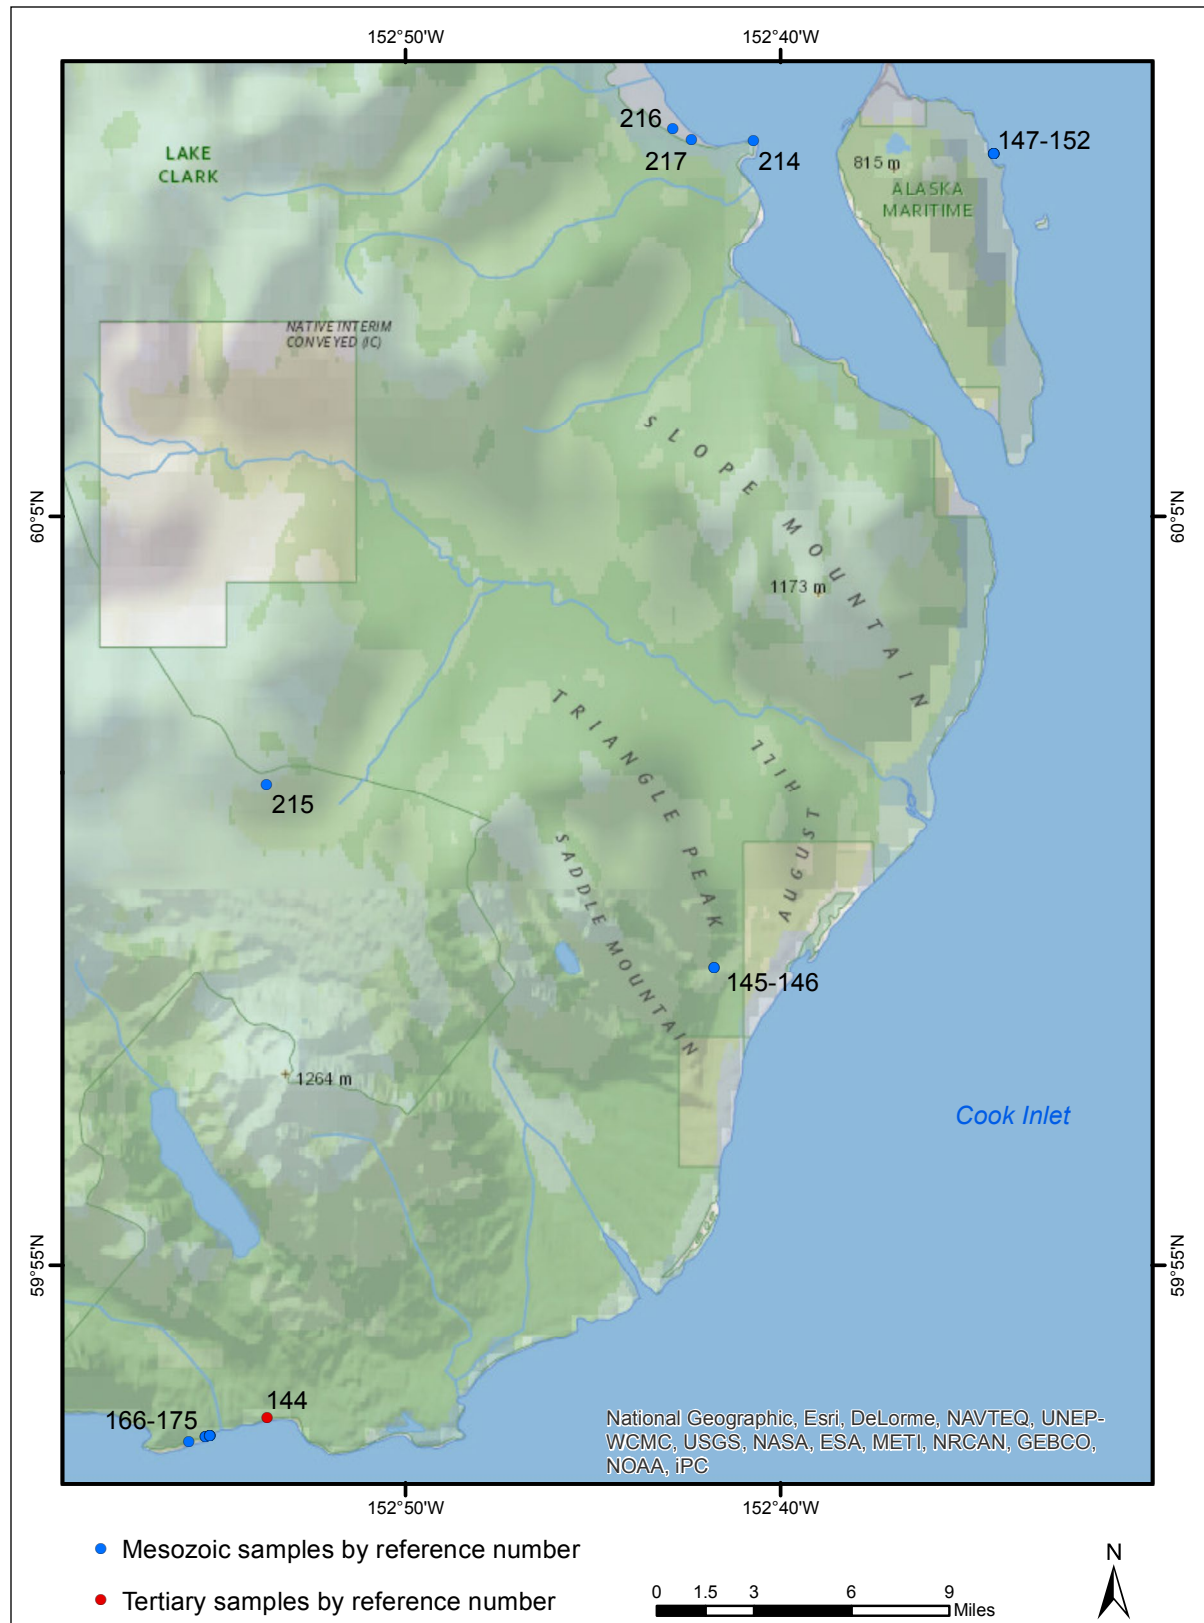 152°50'W
152°40'W
216
217
214
147-152
LAKE
CLARK
815 m
ALASKA
MARITIME
NATIVE INTERIM
CONVEYED (IC)
SLOPE MOUNTAIN
60°5'N
60°5'N
1173 m
TRIANGLE PEAK
AUGUST HILL
215
SADDLE MOUNTAIN
145-146
1264 m
Cook Inlet
59°55'N
59°55'N
144
166-175
National Geographic, Esri, DeLorme, NAVTEQ, UNEP-
WCMC, USGS, NASA, ESA, METI, NRCAN, GEBCO,
NOAA, iPC
152°50'W
152°40'W
Mesozoic samples by reference number
Tertiary samples by reference number
0 1.5 3 6 9
Miles
N